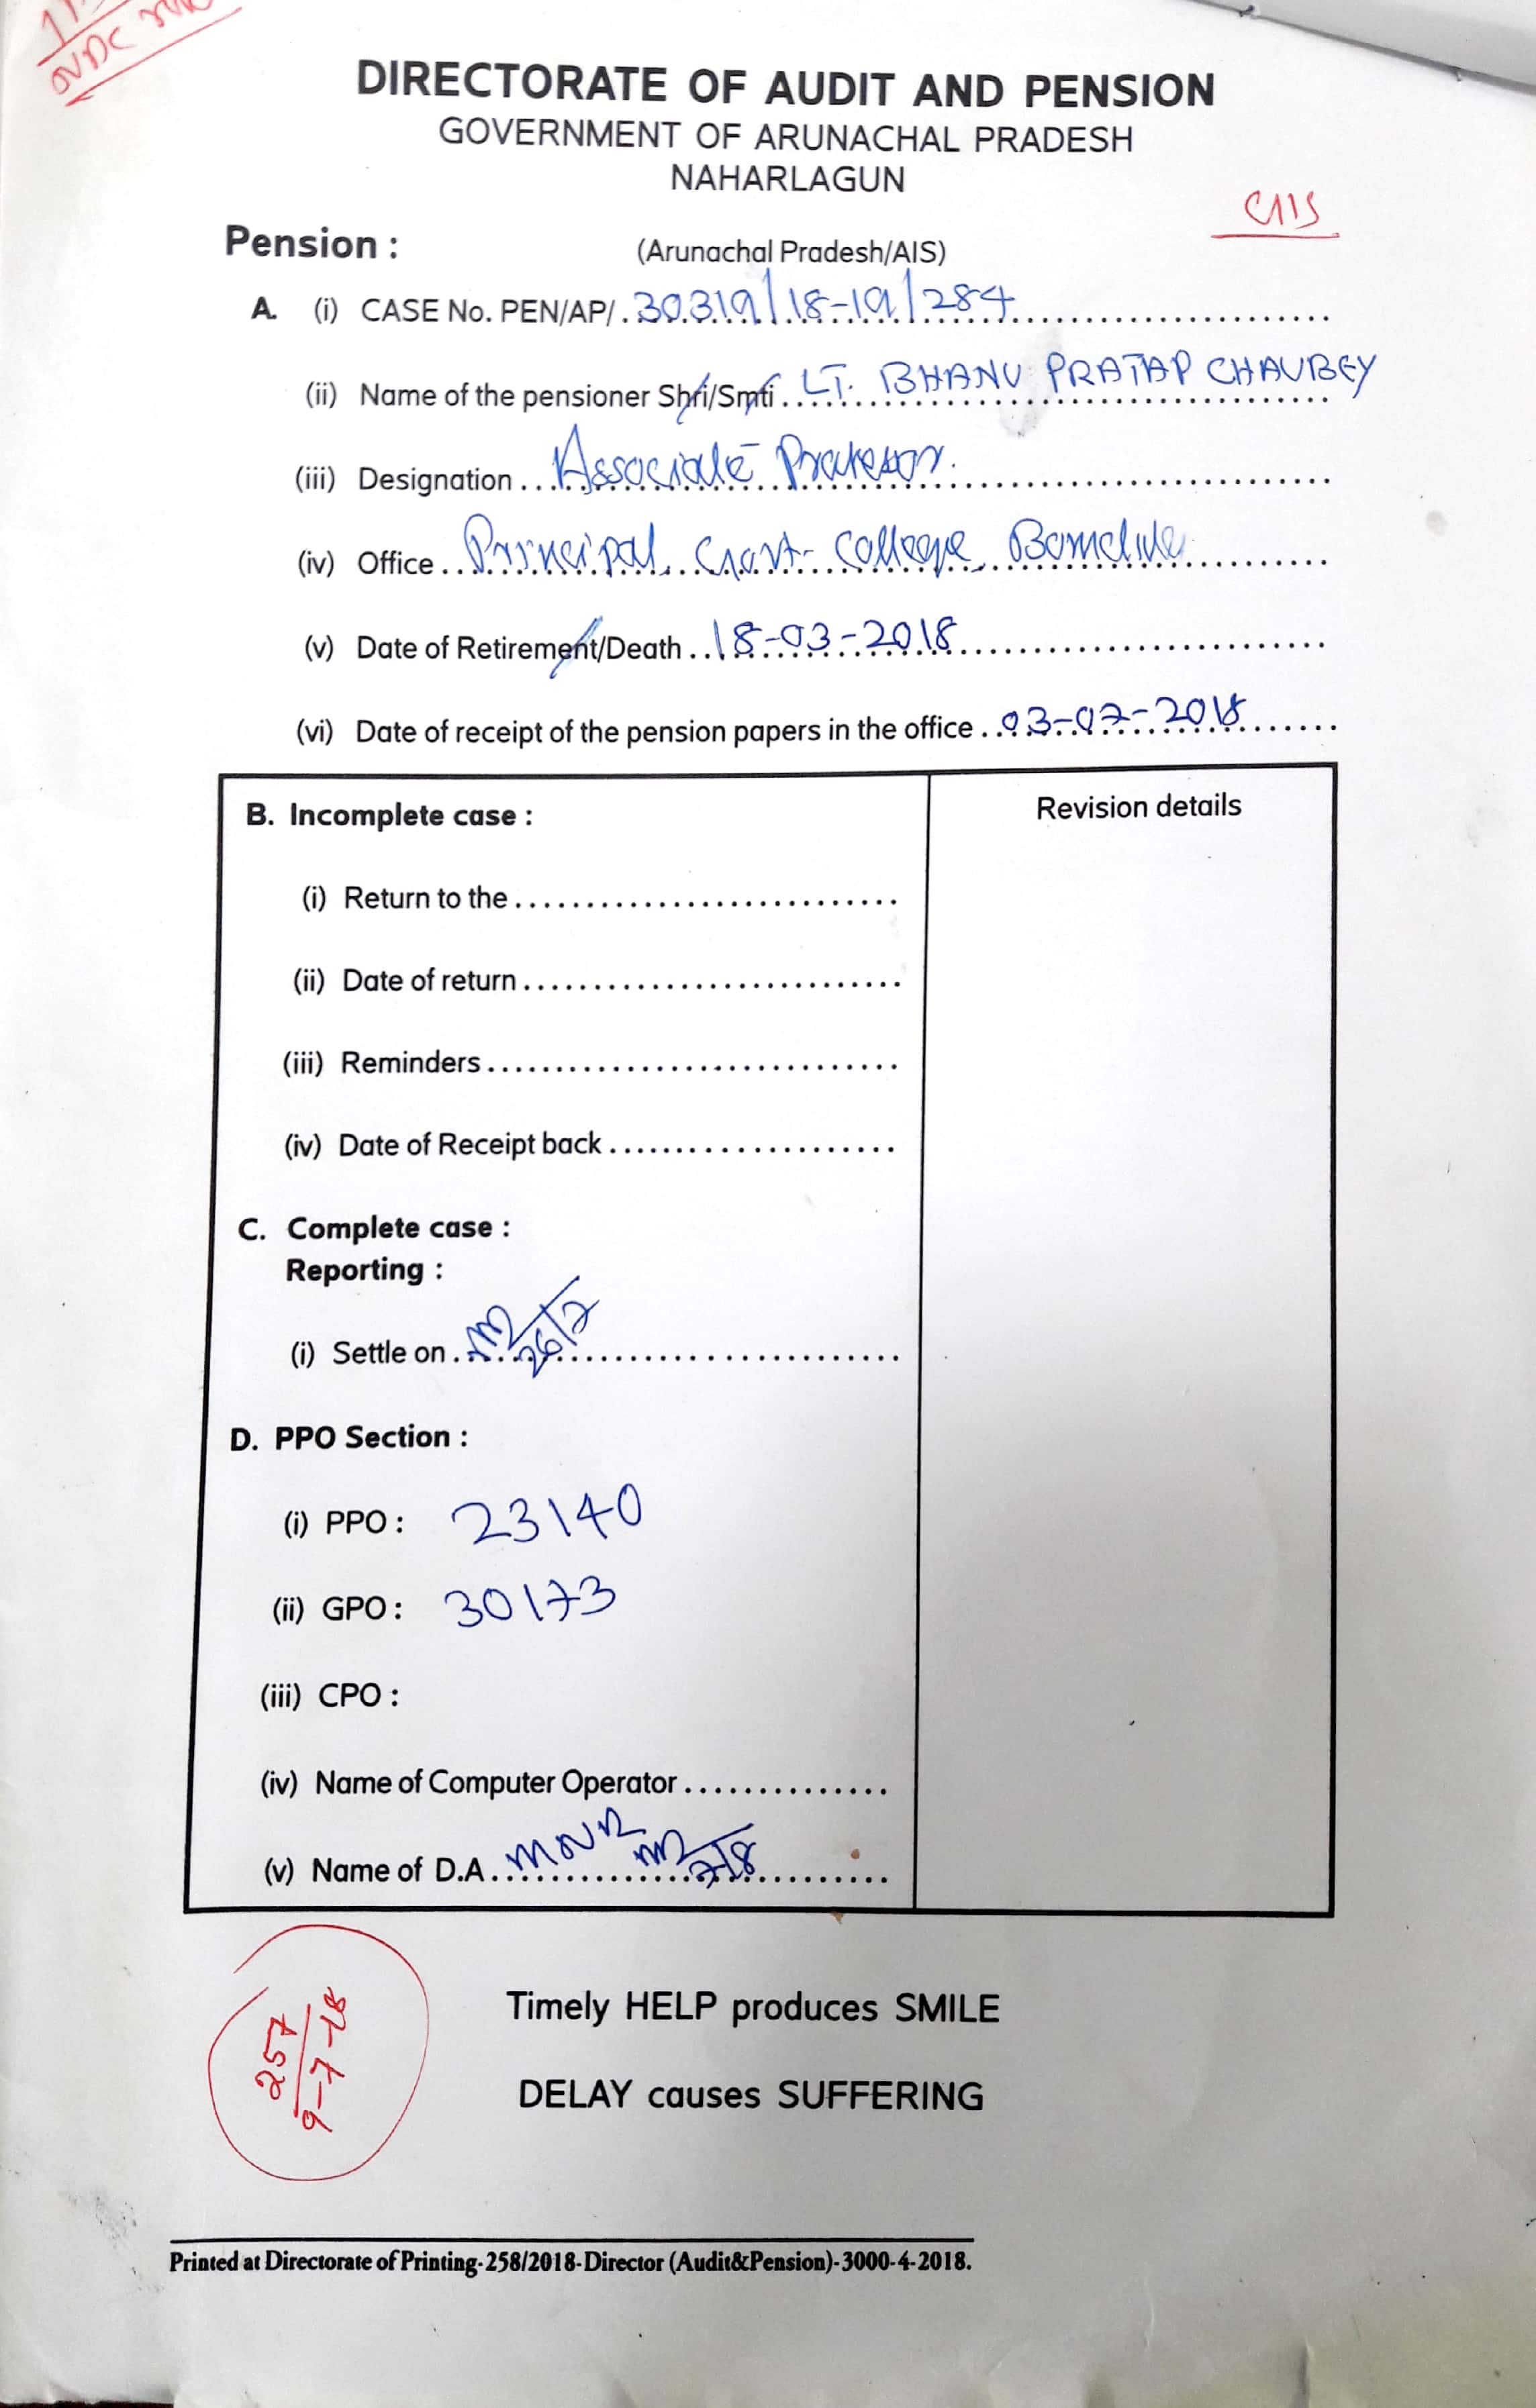 DIRECTORATE OF AUDIT AND PENSION
GOVERNMENT OF ARUNACHAL PRADESH
NAHARLAGUN
Pension : (Arunachal Pradesh/AIS)
A. (i) CASE No. PEN/AP/. 30319/18-19/284
(ii) Name of the pensioner Shri/Smti LT. BHANU PRATAP CHAUBEY
(iii) Designation Associate Professor.
(iv) Office Principal, Govt. College, Bomdila
(v) Date of Retirement/Death 18-03-2018
(vi) Date of receipt of the pension papers in the office 03-07-2018
B. Incomplete case : Revision details
(i) Return to the
(ii) Date of return
(iii) Reminders
(iv) Date of Receipt back
C. Complete case :
Reporting :
(i) Settle on 26/7
D. PPO Section :
(i) PPO : 23140
(ii) GPO : 30173
(iii) CPO :
(iv) Name of Computer Operator
(v) Name of D.A. 7/8
257
9-7-18
Timely HELP produces SMILE
DELAY causes SUFFERING
Printed at Directorate of Printing-258/2018-Director (Audit&Pension)-3000-4-2018.